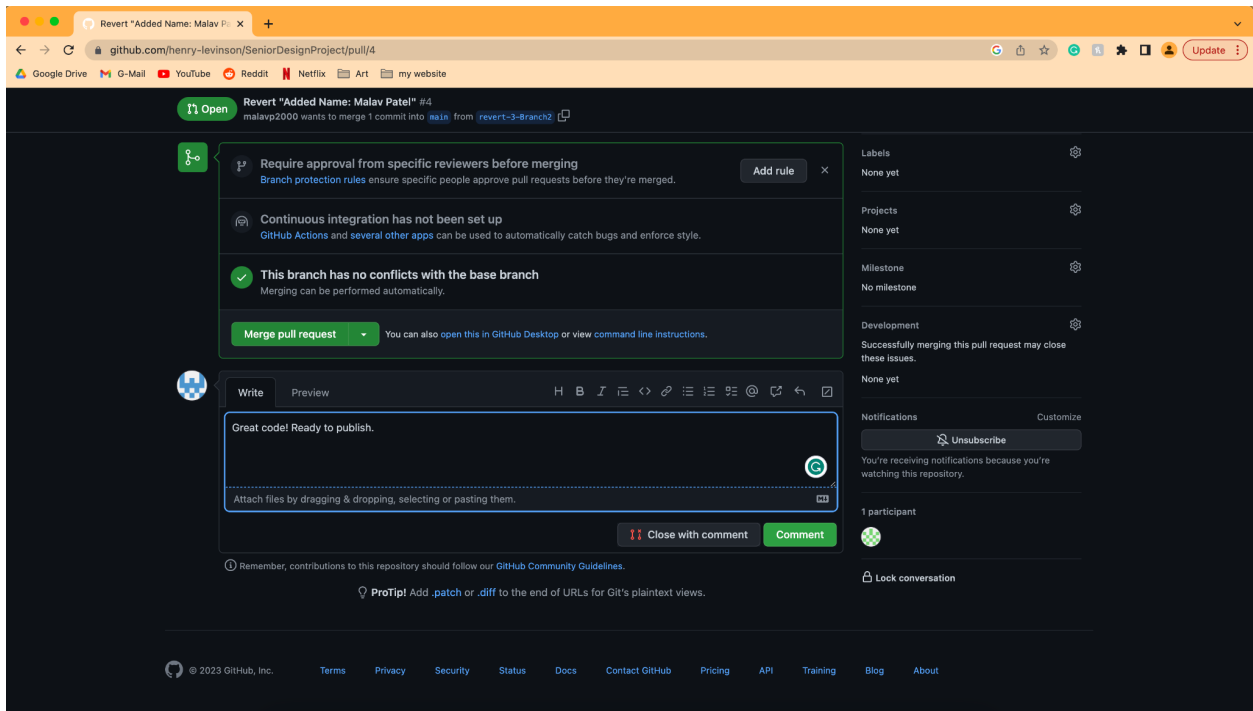 Revert "Added Name: Malav Pa
github.com/henry-levinson/SeniorDesignProject/pull/4
Update
Google Drive G-Mail YouTube Reddit Netflix Art my website
Open
Revert "Added Name: Malav Patel" #4
malavp2000 wants to merge 1 commit into main from revert-3-Branch2
Require approval from specific reviewers before merging
Branch protection rules ensure specific people approve pull requests before they're merged.
Add rule
Continuous integration has not been set up
GitHub Actions and several other apps can be used to automatically catch bugs and enforce style.
This branch has no conflicts with the base branch
Merging can be performed automatically.
Merge pull request
You can also open this in GitHub Desktop or view command line instructions.
Write Preview
Great code! Ready to publish.
Attach files by dragging & dropping, selecting or pasting them.
Close with comment Comment
Remember, contributions to this repository should follow our GitHub Community Guidelines.
ProTip! Add .patch or .diff to the end of URLs for Git's plaintext views.
Labels
None yet
Projects
None yet
Milestone
No milestone
Development
Successfully merging this pull request may close
these issues.
None yet
Notifications Customize
Unsubscribe
You're receiving notifications because you're
watching this repository.
1 participant
Lock conversation
© 2023 GitHub, Inc. Terms Privacy Security Status Docs Contact GitHub Pricing API Training Blog About